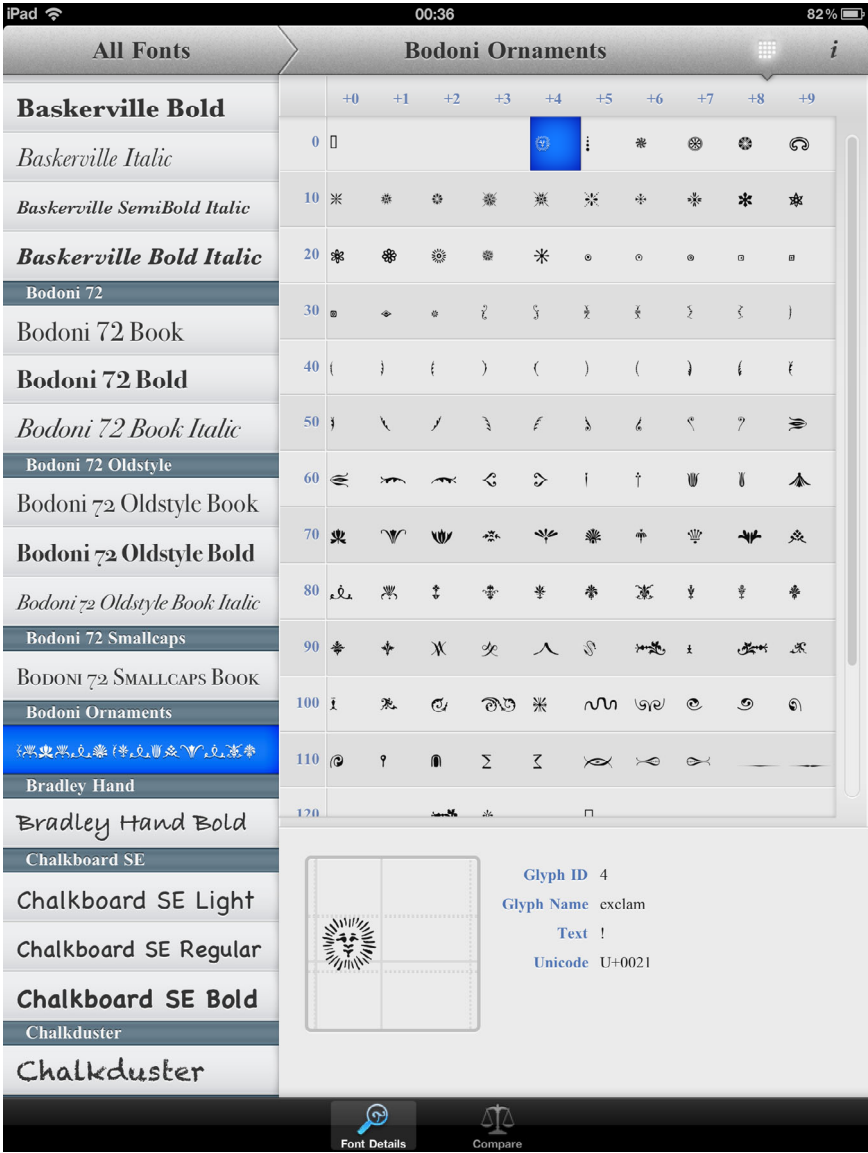 iPad 00:36 82%
All Fonts Bodoni Ornaments i
Baskerville Bold
Baskerville Italic
Baskerville SemiBold Italic
Baskerville Bold Italic
Bodoni 72
Bodoni 72 Book
Bodoni 72 Bold
Bodoni 72 Book Italic
Bodoni 72 Oldstyle
Bodoni 72 Oldstyle Book
Bodoni 72 Oldstyle Bold
Bodoni 72 Oldstyle Book Italic
Bodoni 72 Smallcaps
Bodoni 72 Smallcaps Book
Bodoni Ornaments
Bradley Hand
Bradley Hand Bold
Chalkboard SE
Chalkboard SE Light
Chalkboard SE Regular
Chalkboard SE Bold
Chalkduster
Chalkduster
+0 +1 +2 +3 +4 +5 +6 +7 +8 +9
0
10
20
30
40
50
60
70
80
90
100
110
120
Glyph ID 4
Glyph Name exclam
Text !
Unicode U+0021
Font Details Compare